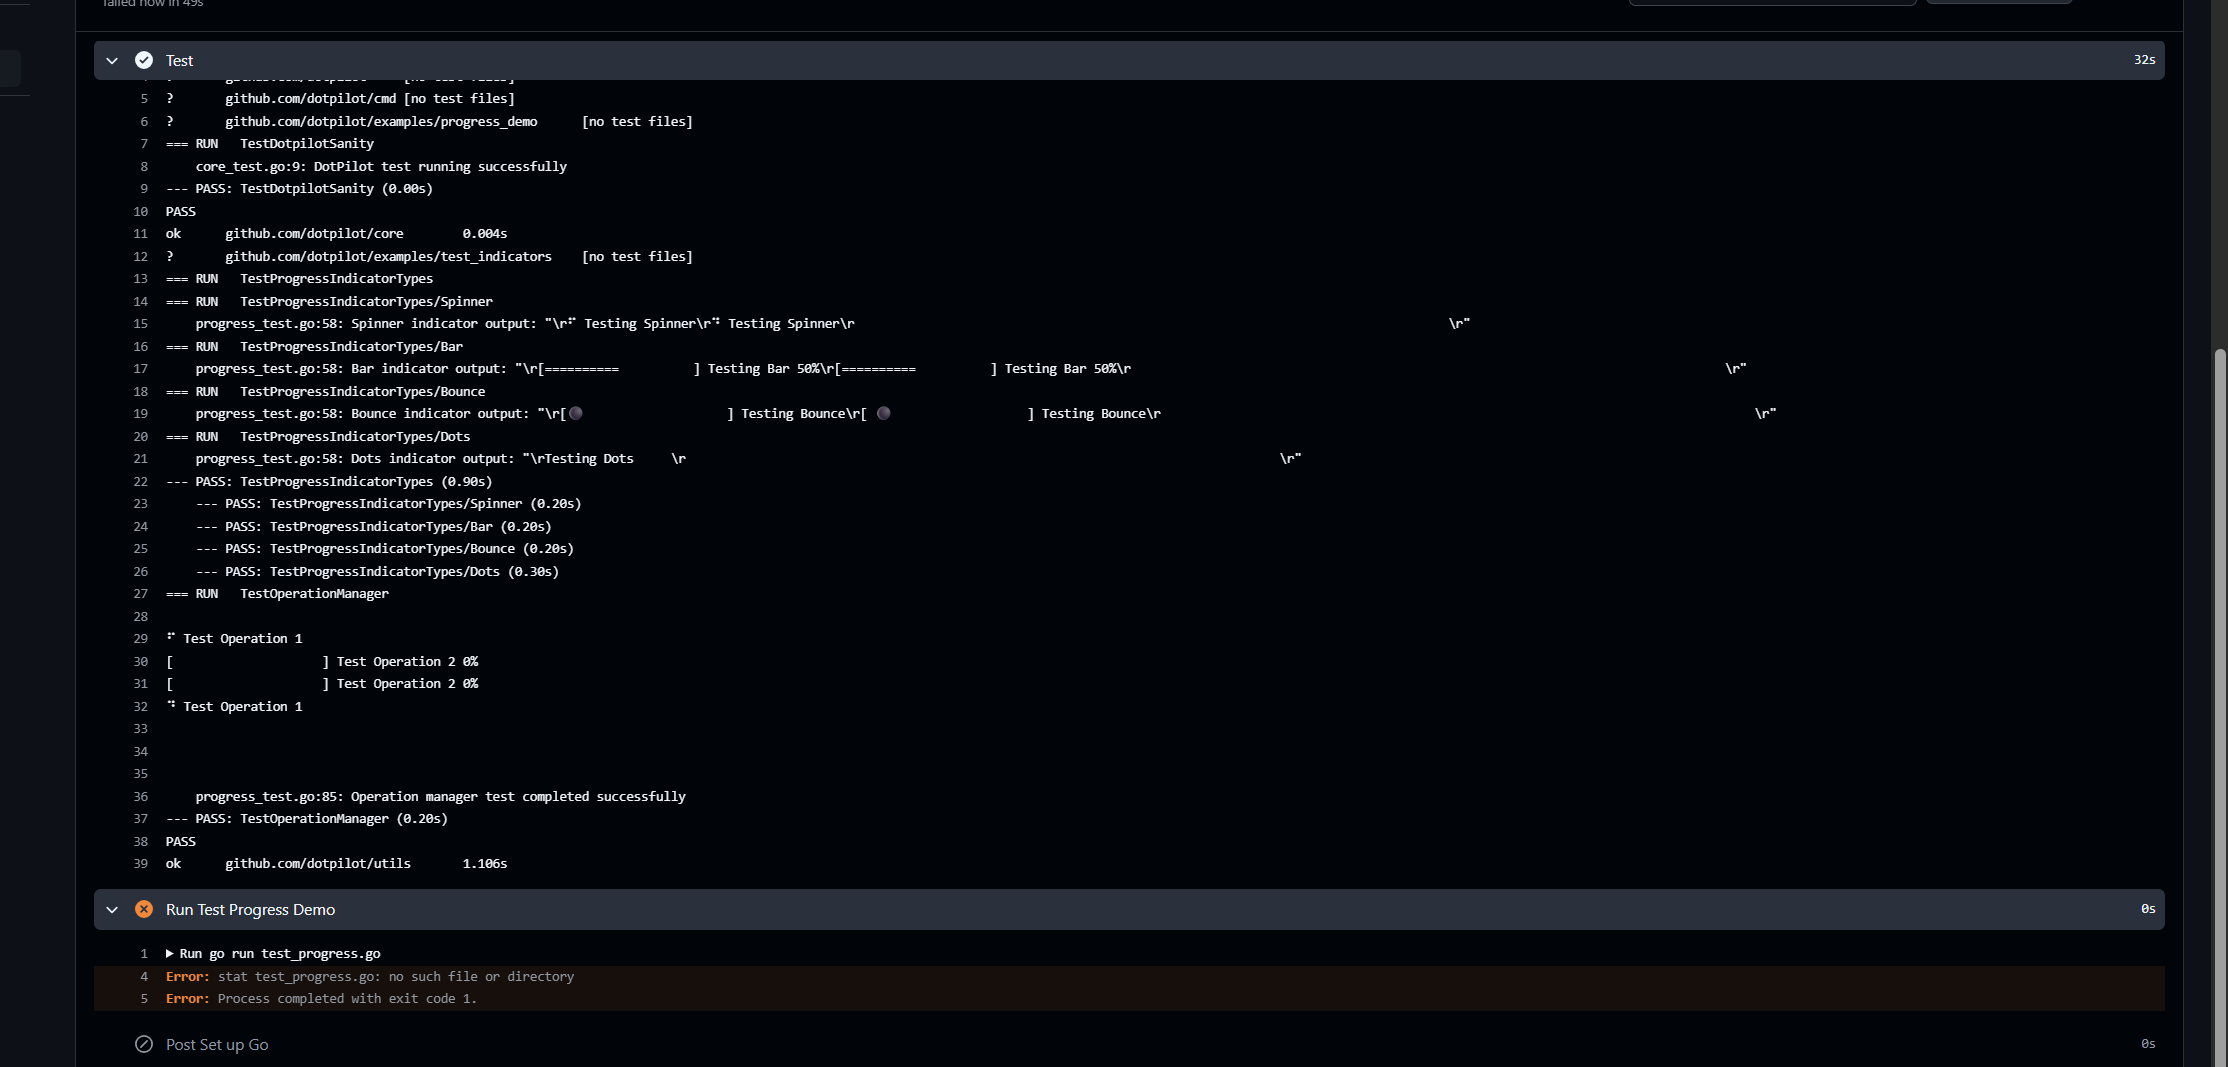 failed now in 49s
Test 32s
5 ? github.com/dotpilot/cmd [no test files]
6 ? github.com/dotpilot/examples/progress_demo [no test files]
7 === RUN TestDotpilotSanity
8 core_test.go:9: DotPilot test running successfully
9 --- PASS: TestDotpilotSanity (0.00s)
10 PASS
11 ok github.com/dotpilot/core 0.004s
12 ? github.com/dotpilot/examples/test_indicators [no test files]
13 === RUN TestProgressIndicatorTypes
14 === RUN TestProgressIndicatorTypes/Spinner
15 progress_test.go:58: Spinner indicator output: "\r⠋ Testing Spinner\r⠙ Testing Spinner\r \r"
16 === RUN TestProgressIndicatorTypes/Bar
17 progress_test.go:58: Bar indicator output: "\r[========== ] Testing Bar 50%\r[========== ] Testing Bar 50%\r \r"
18 === RUN TestProgressIndicatorTypes/Bounce
19 progress_test.go:58: Bounce indicator output: "\r[● ] Testing Bounce\r[ ● ] Testing Bounce\r \r"
20 === RUN TestProgressIndicatorTypes/Dots
21 progress_test.go:58: Dots indicator output: "\rTesting Dots \r \r"
22 --- PASS: TestProgressIndicatorTypes (0.90s)
23 --- PASS: TestProgressIndicatorTypes/Spinner (0.20s)
24 --- PASS: TestProgressIndicatorTypes/Bar (0.20s)
25 --- PASS: TestProgressIndicatorTypes/Bounce (0.20s)
26 --- PASS: TestProgressIndicatorTypes/Dots (0.30s)
27 === RUN TestOperationManager
28
29 ⠋ Test Operation 1
30 [ ] Test Operation 2 0%
31 [ ] Test Operation 2 0%
32 ⠙ Test Operation 1
33
34
35
36 progress_test.go:85: Operation manager test completed successfully
37 --- PASS: TestOperationManager (0.20s)
38 PASS
39 ok github.com/dotpilot/utils 1.106s
Run Test Progress Demo 0s
1 ▶ Run go run test_progress.go
4 Error: stat test_progress.go: no such file or directory
5 Error: Process completed with exit code 1.
Post Set up Go 0s